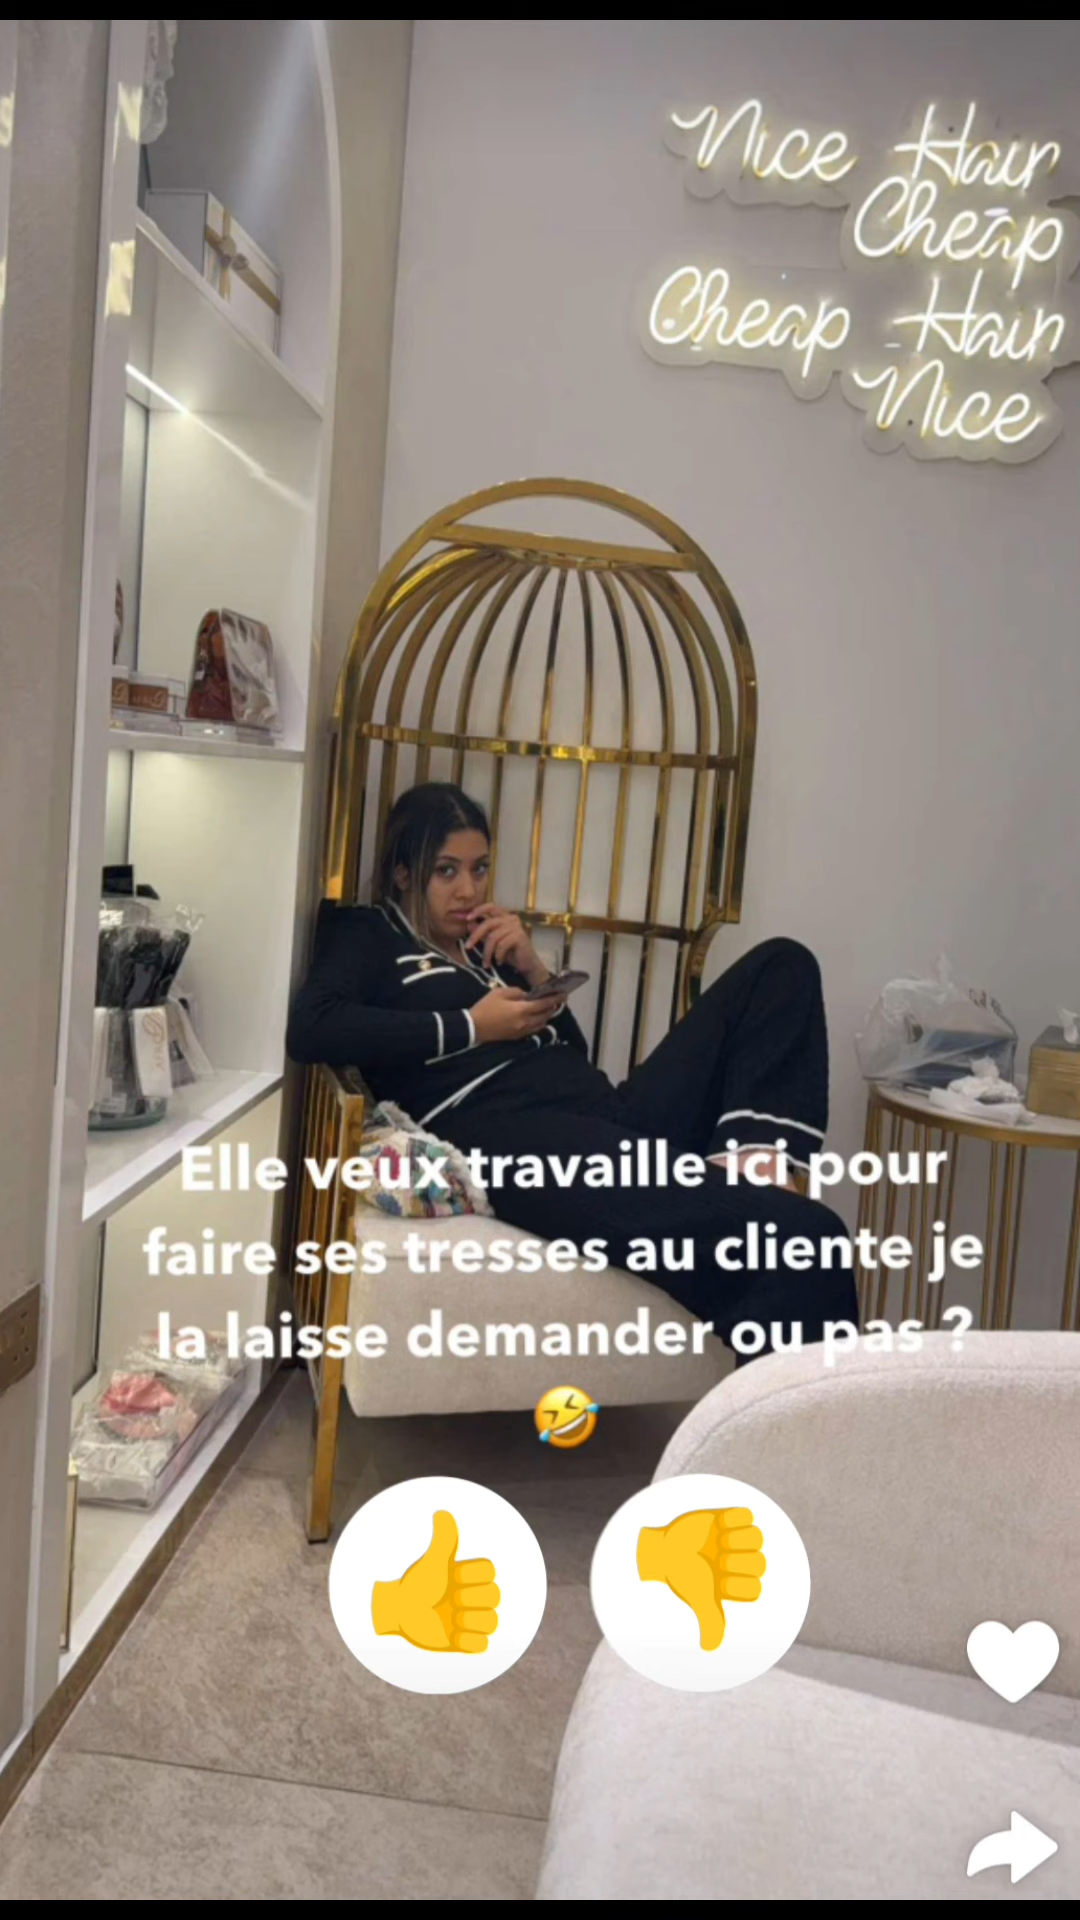 Nice Hair
Cheap
Cheap Hair
Nice
Elle veux travaille ici pour
faire ses tresses au cliente je
la laisse demander ou pas ?
🤣